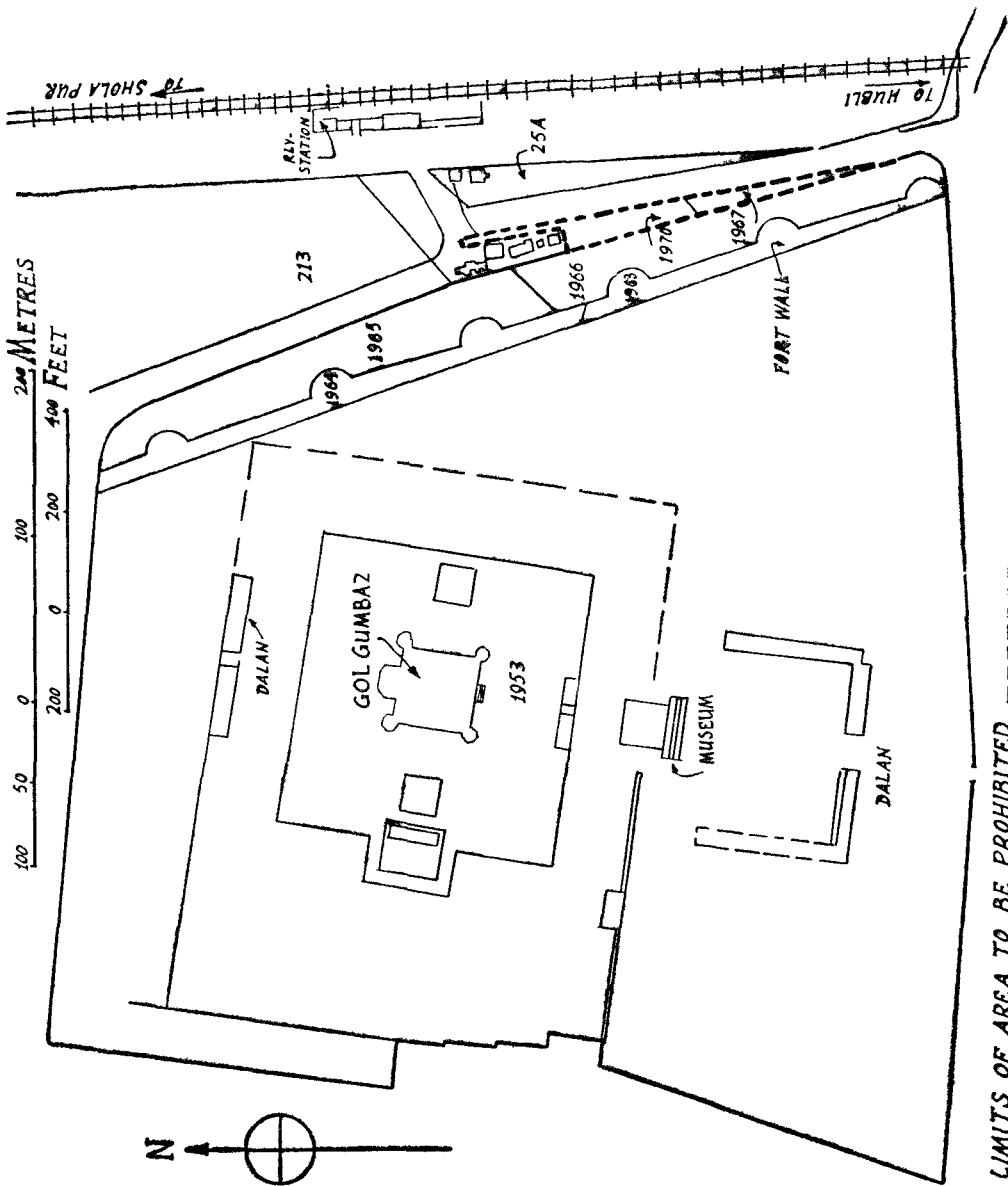 TO SHOLA PUR
RLY-
STATION
TO HUBLI
25A
213
200 METRES
100
0
50
100
FEET
400
200
0
200
1985
1964
1966
1963
1970
1967
FORT WALL
DALAN
GOL GUMBAZ
1953
MUSEUM
DALAN
N
LIMITS OF AREA TO BE PROHIBITED